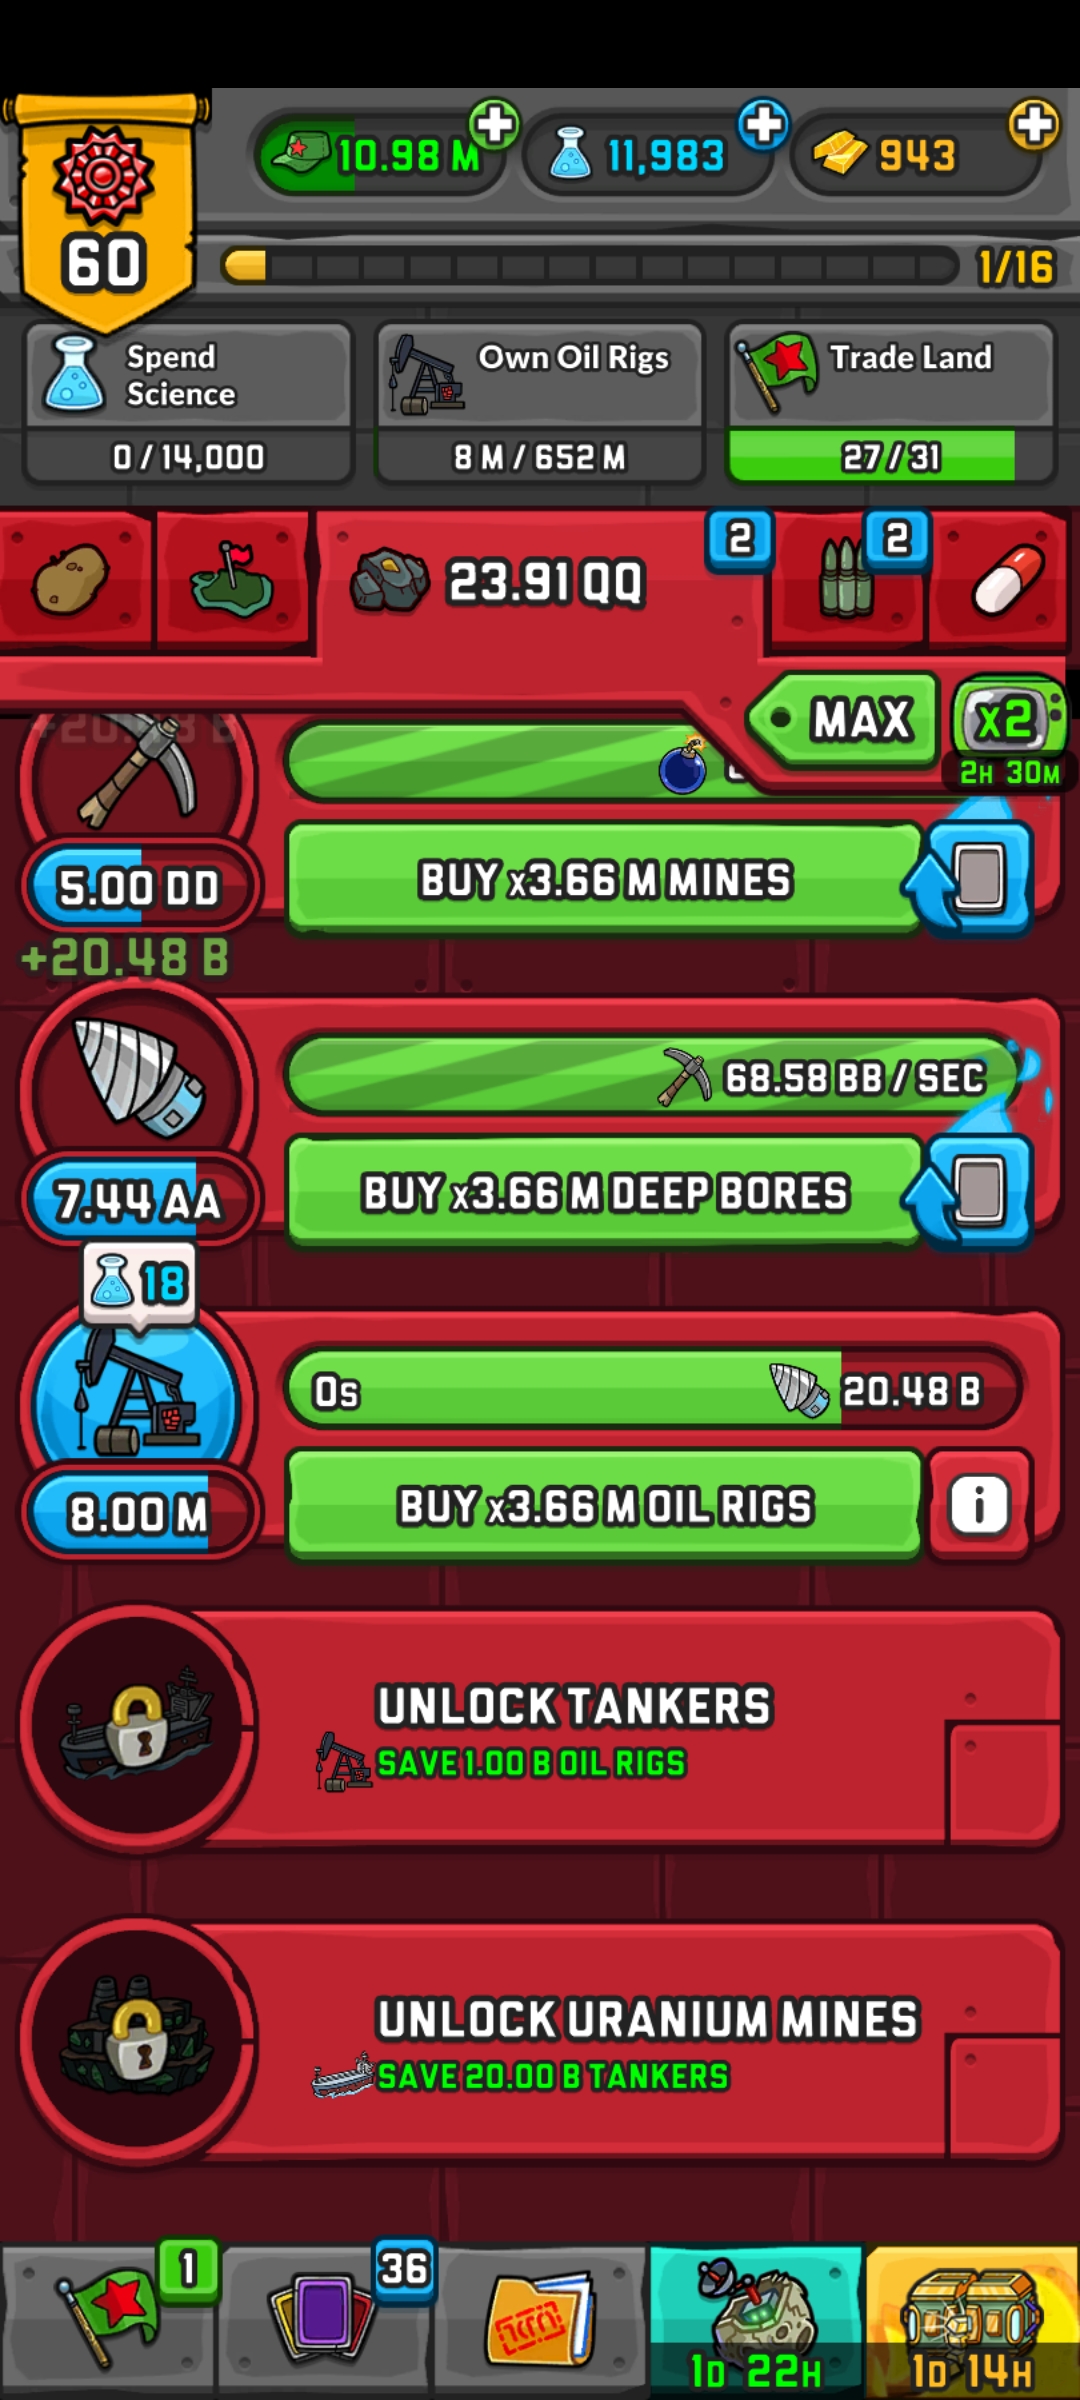 10.98 M
11,983
943
60
1/16
Spend
Science
0 / 14,000
Own Oil Rigs
8 M / 652 M
Trade Land
27 / 31
23.91 QQ
2
2
MAX
x2
2H 30M
5.00 DD
BUY x3.66 M MINES
+20.48 B
68.58 BB / SEC
7.44 AA
BUY x3.66 M DEEP BORES
18
0s
20.48 B
8.00 M
BUY x3.66 M OIL RIGS
i
UNLOCK TANKERS
SAVE 1.00 B OIL RIGS
UNLOCK URANIUM MINES
SAVE 20.00 B TANKERS
1
36
1D 22H
1D 14H